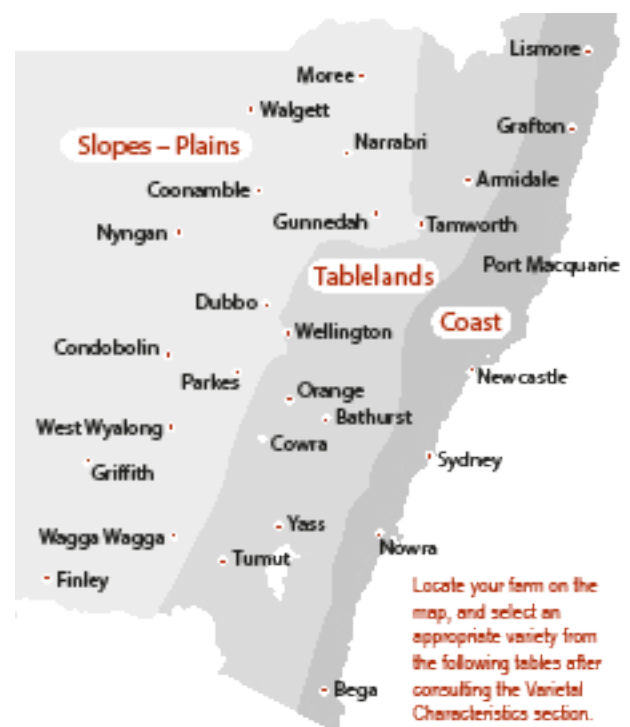 Lismore
Moree
Walgett
Grafton
Narrabri
Slopes – Plains
Armidale
Coonamble
Gunnedah
Tamworth
Nyngan
Port Macquarie
Tablelands
Dubbo
Coast
Wellington
Condobolin
Newcastle
Parkes
Orange
Bathurst
West Wyalong
Cowra
Sydney
Griffith
Yass
Wagga Wagga
Nowra
Tumut
Finley
Locate your farm on the
map, and select an
appropriate variety from
the following tables after
consulting the Varietal
Characteristics section.
Bega